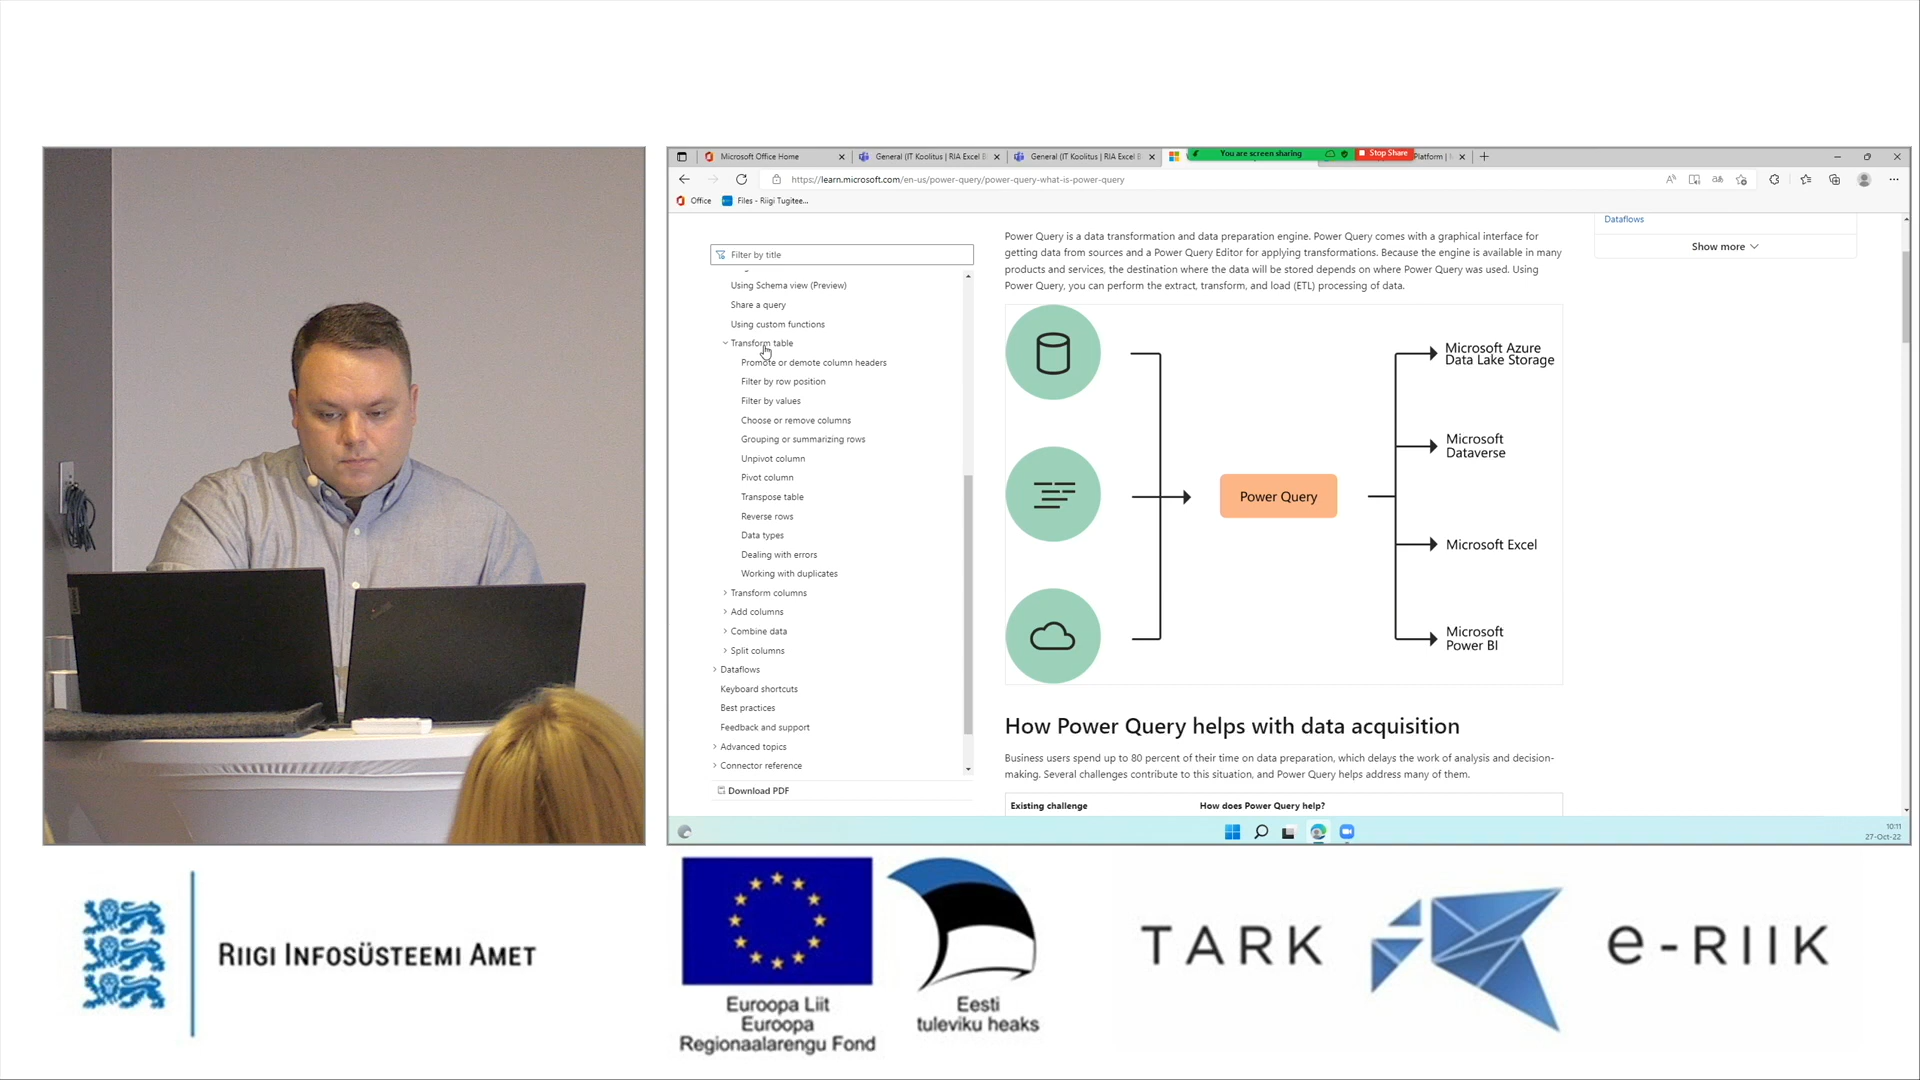 Microsoft Office Home
General (IT Koolitus | RIA Excel B
General (IT Koolitus | RIA Excel B
You are screen sharing
Stop Share
Platform |
https://learn.microsoft.com/en-us/power-query/power-query-what-is-power-query
Office
Files - Riigi Tugitee...
Dataflows
Show more
Filter by title
Using Schema view (Preview)
Share a query
Using custom functions
Transform table
Promote or demote column headers
Filter by row position
Filter by values
Choose or remove columns
Grouping or summarizing rows
Unpivot column
Pivot column
Transpose table
Reverse rows
Data types
Dealing with errors
Working with duplicates
Transform columns
Add columns
Combine data
Split columns
Dataflows
Keyboard shortcuts
Best practices
Feedback and support
Advanced topics
Connector reference
Download PDF
Power Query is a data transformation and data preparation engine. Power Query comes with a graphical interface for
getting data from sources and a Power Query Editor for applying transformations. Because the engine is available in many
products and services, the destination where the data will be stored depends on where Power Query was used. Using
Power Query, you can perform the extract, transform, and load (ETL) processing of data.
Power Query
Microsoft Azure
Data Lake Storage
Microsoft
Dataverse
Microsoft Excel
Microsoft
Power BI
How Power Query helps with data acquisition
Business users spend up to 80 percent of their time on data preparation, which delays the work of analysis and decision-
making. Several challenges contribute to this situation, and Power Query helps address many of them.
Existing challenge How does Power Query help?
10:11
27-Oct-22
RIIGI INFOSÜSTEEMI AMET
Euroopa Liit
Euroopa
Regionaalarengu Fond
Eesti
tuleviku heaks
TARK e-RIIK